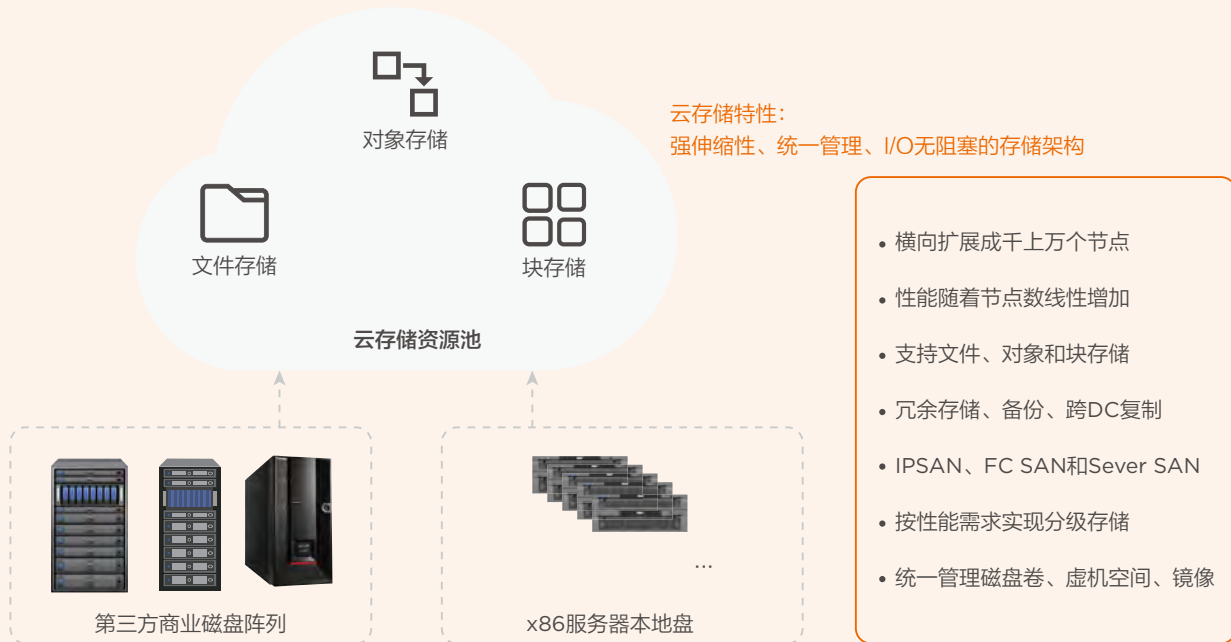 对象存储
文件存储
块存储
云存储资源池
云存储特性：
强伸缩性、统一管理、I/O无阻塞的存储架构
• 横向扩展成千上万个节点
• 性能随着节点数线性增加
• 支持文件、对象和块存储
• 冗余存储、备份、跨DC复制
• IPSAN、FC SAN和Sever SAN
• 按性能需求实现分级存储
• 统一管理磁盘卷、虚机空间、镜像
第三方商业磁盘阵列
...
x86服务器本地盘